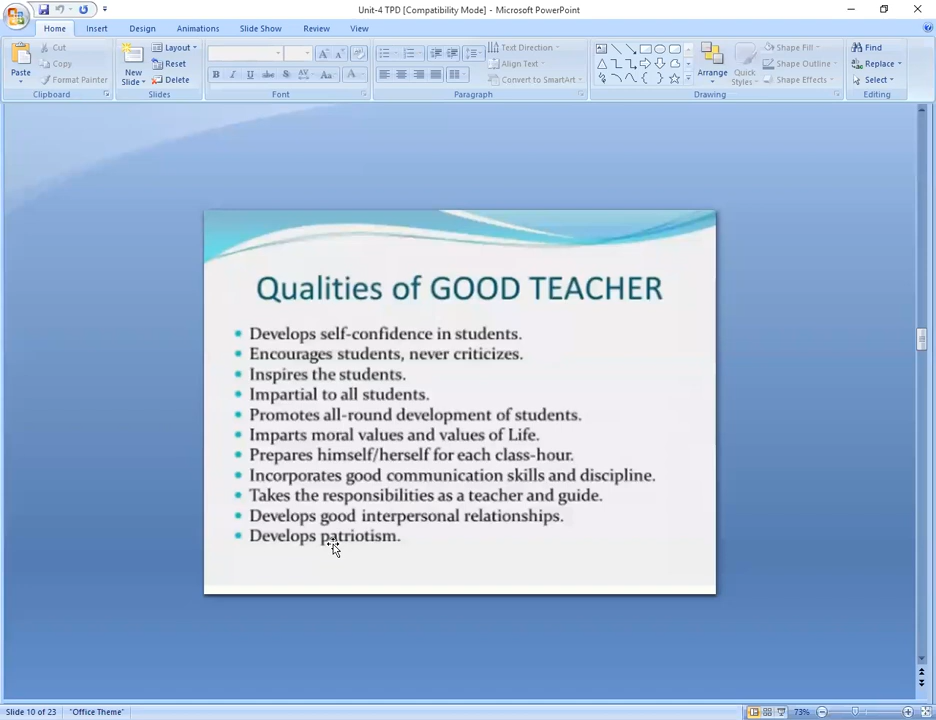 Unit-4 TPD [Compatibility Mode] - Microsoft PowerPoint
Home Insert Design Animations Slide Show Review View
Paste
Cut
Copy
Format Painter
Clipboard
New Slide
Layout
Reset
Delete
Slides
B I U abc S AV Aa A
Font
Text Direction
Align Text
Convert to SmartArt
Paragraph
Arrange
Quick Styles
Shape Fill
Shape Outline
Shape Effects
Drawing
Find
Replace
Select
Editing
Qualities of GOOD TEACHER
• Develops self-confidence in students.
• Encourages students, never criticizes.
• Inspires the students.
• Impartial to all students.
• Promotes all-round development of students.
• Imparts moral values and values of Life.
• Prepares himself/herself for each class-hour.
• Incorporates good communication skills and discipline.
• Takes the responsibilities as a teacher and guide.
• Develops good interpersonal relationships.
• Develops patriotism.
Slide 10 of 23 "Office Theme" 73%